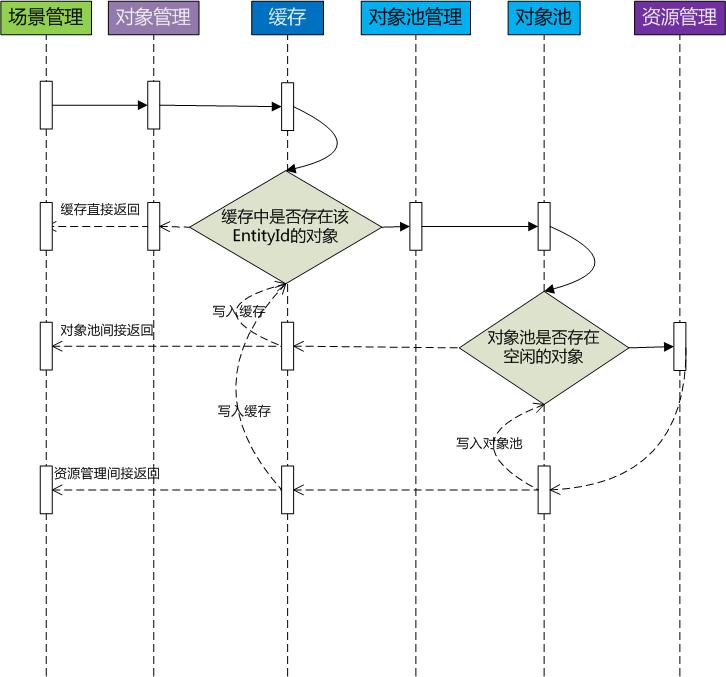 场景管理
对象管理
缓存
对象池管理
对象池
资源管理
缓存直接返回
缓存中是否存在该
EntityId的对象
写入缓存
对象池间接返回
对象池是否存在
空闲的对象
写入缓存
写入对象池
资源管理间接返回